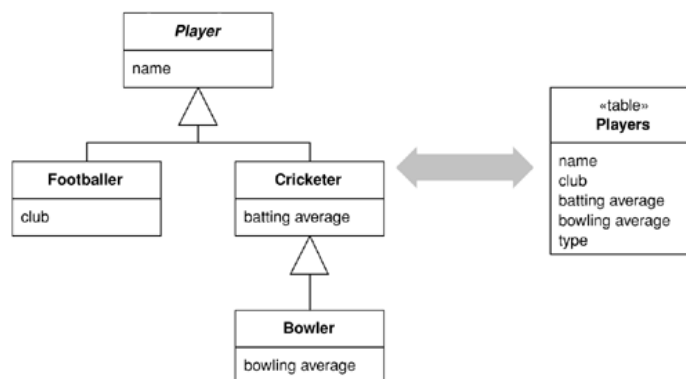 Player
name
Footballer
club
Cricketer
batting average
Bowler
bowling average
«table»
Players
name
club
batting average
bowling average
type